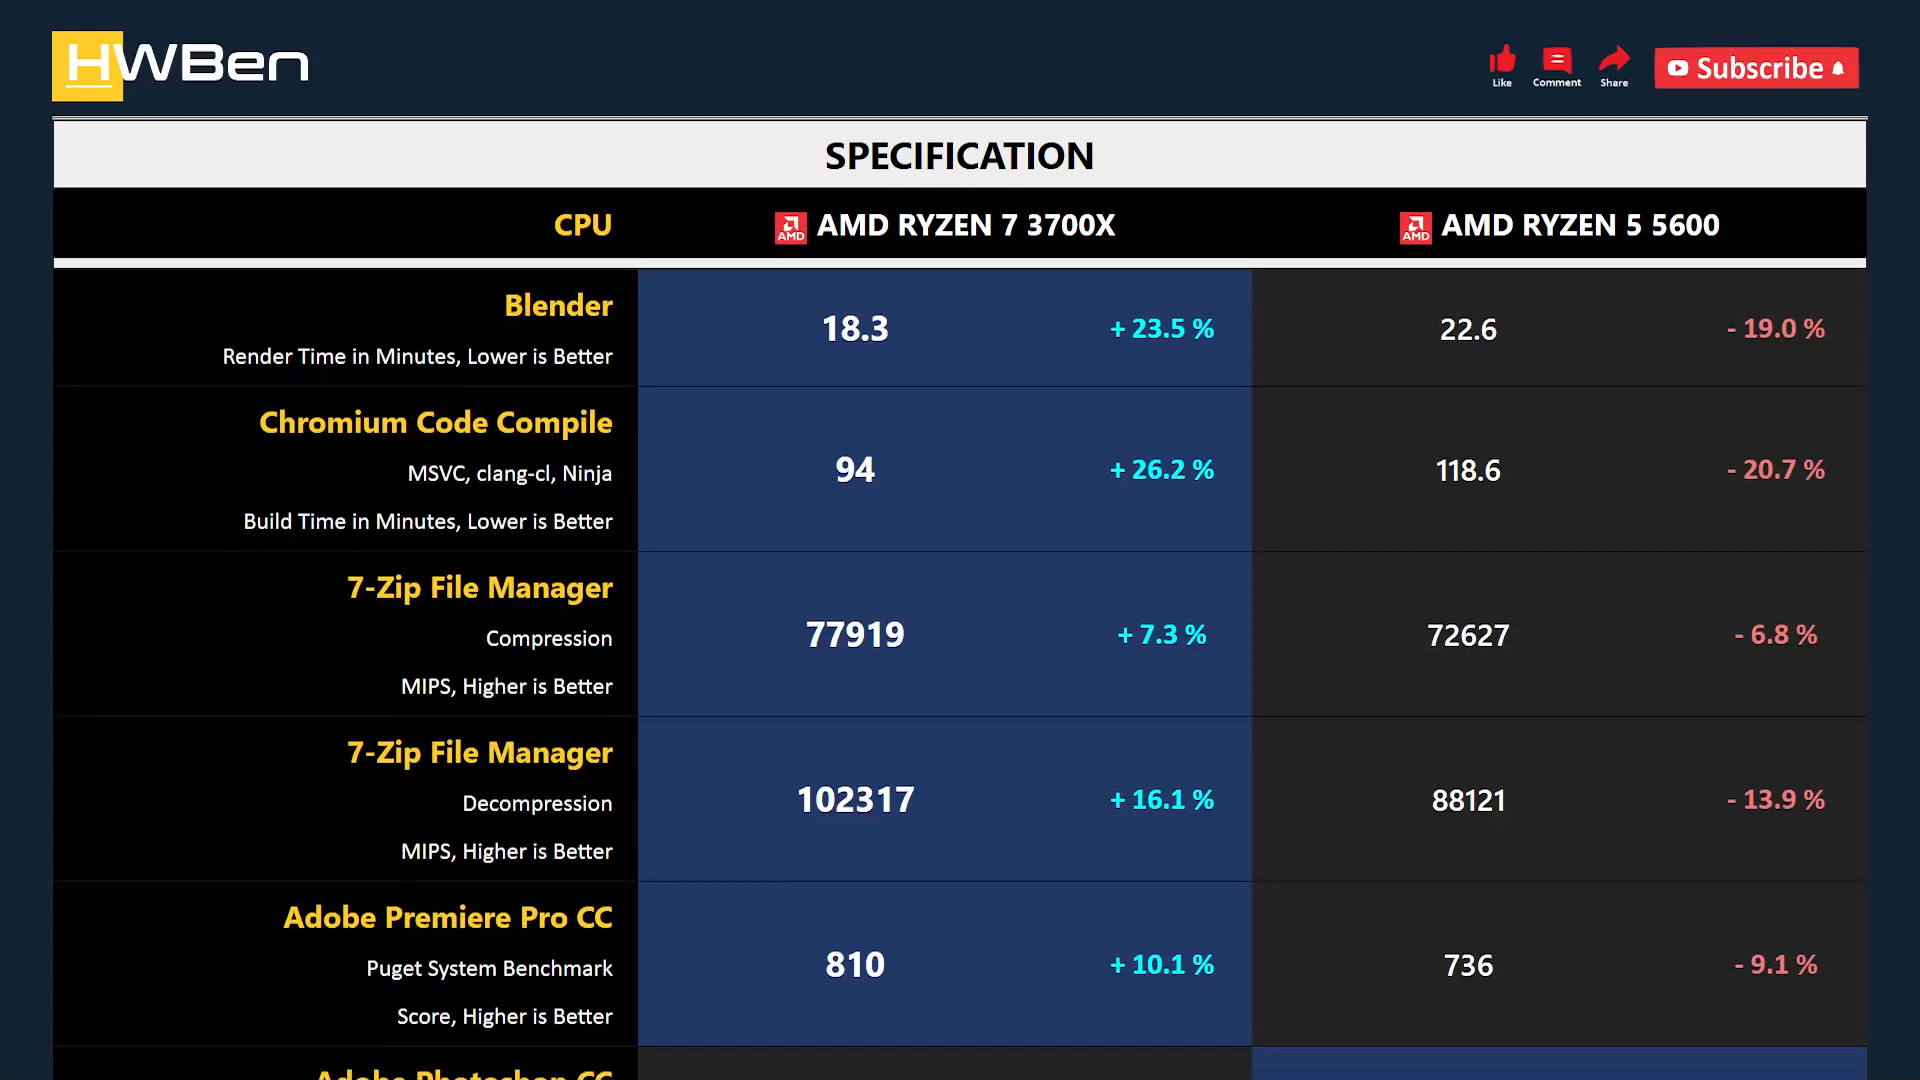 HWBen
Like
Comment
Share
Subscribe
SPECIFICATION
CPU
AMD AMD RYZEN 7 3700X
AMD AMD RYZEN 5 5600
Blender
Render Time in Minutes, Lower is Better
18.3 + 23.5 %
22.6 - 19.0 %
Chromium Code Compile
MSVC, clang-cl, Ninja
Build Time in Minutes, Lower is Better
94 + 26.2 %
118.6 - 20.7 %
7-Zip File Manager
Compression
MIPS, Higher is Better
77919 + 7.3 %
72627 - 6.8 %
7-Zip File Manager
Decompression
MIPS, Higher is Better
102317 + 16.1 %
88121 - 13.9 %
Adobe Premiere Pro CC
Puget System Benchmark
Score, Higher is Better
810 + 10.1 %
736 - 9.1 %
Adobe Photoshop CC